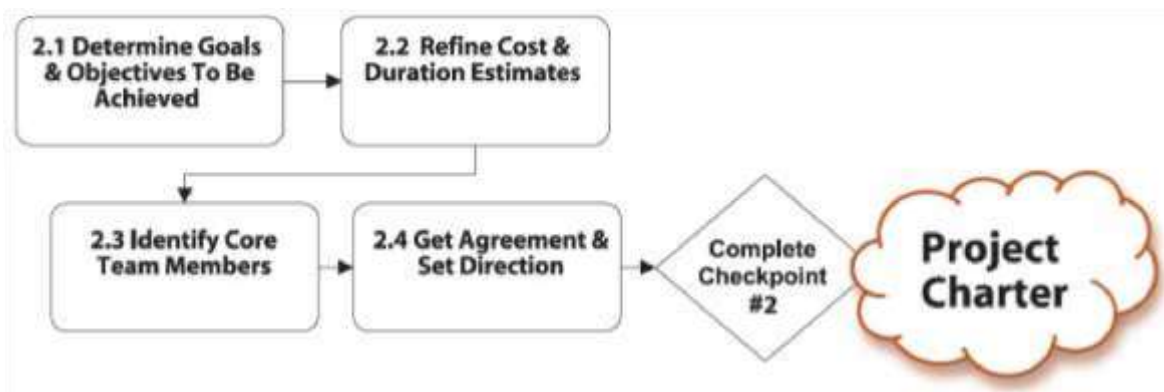 2.1 Determine Goals
& Objectives To Be
Achieved
2.2 Refine Cost &
Duration Estimates
2.3 Identify Core
Team Members
2.4 Get Agreement &
Set Direction
Complete
Checkpoint
#2
Project
Charter